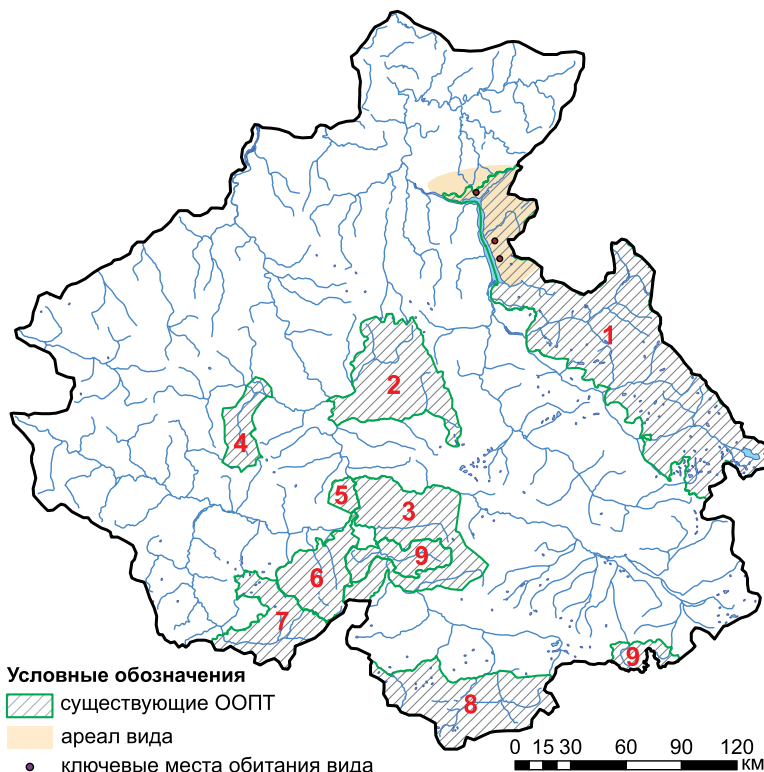 1
2
4
5
3
9
6
7
9
8
Условные обозначения
существующие ООПТ
ареал вида
ключевые места обитания вида
0 15 30 60 90 120
км